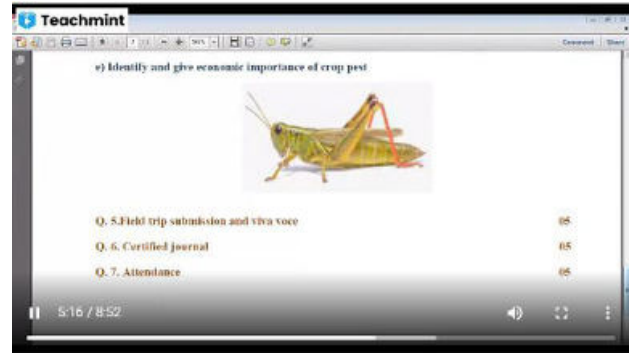 Teachmint
Comment Share
e) Identify and give economic importance of crop pest
Q. 5.Field trip submission and viva voce 05
Q. 6. Certified journal 05
Q. 7. Attendance 05
5:16 / 8:52